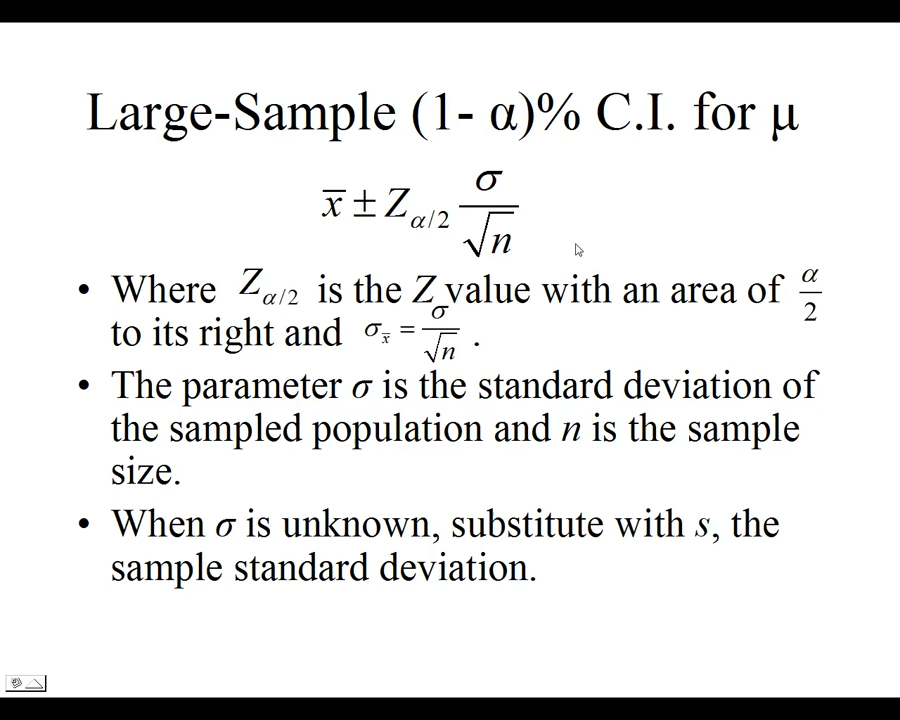 Large-Sample (1- α)% C.I. for μ
x̄ ± Z_{α/2} σ/√n
• Where Z_{α/2} is the Z value with an area of α/2
to its right and σ_{x̄} = σ/√n .
• The parameter σ is the standard deviation of
the sampled population and n is the sample
size.
• When σ is unknown, substitute with s, the
sample standard deviation.